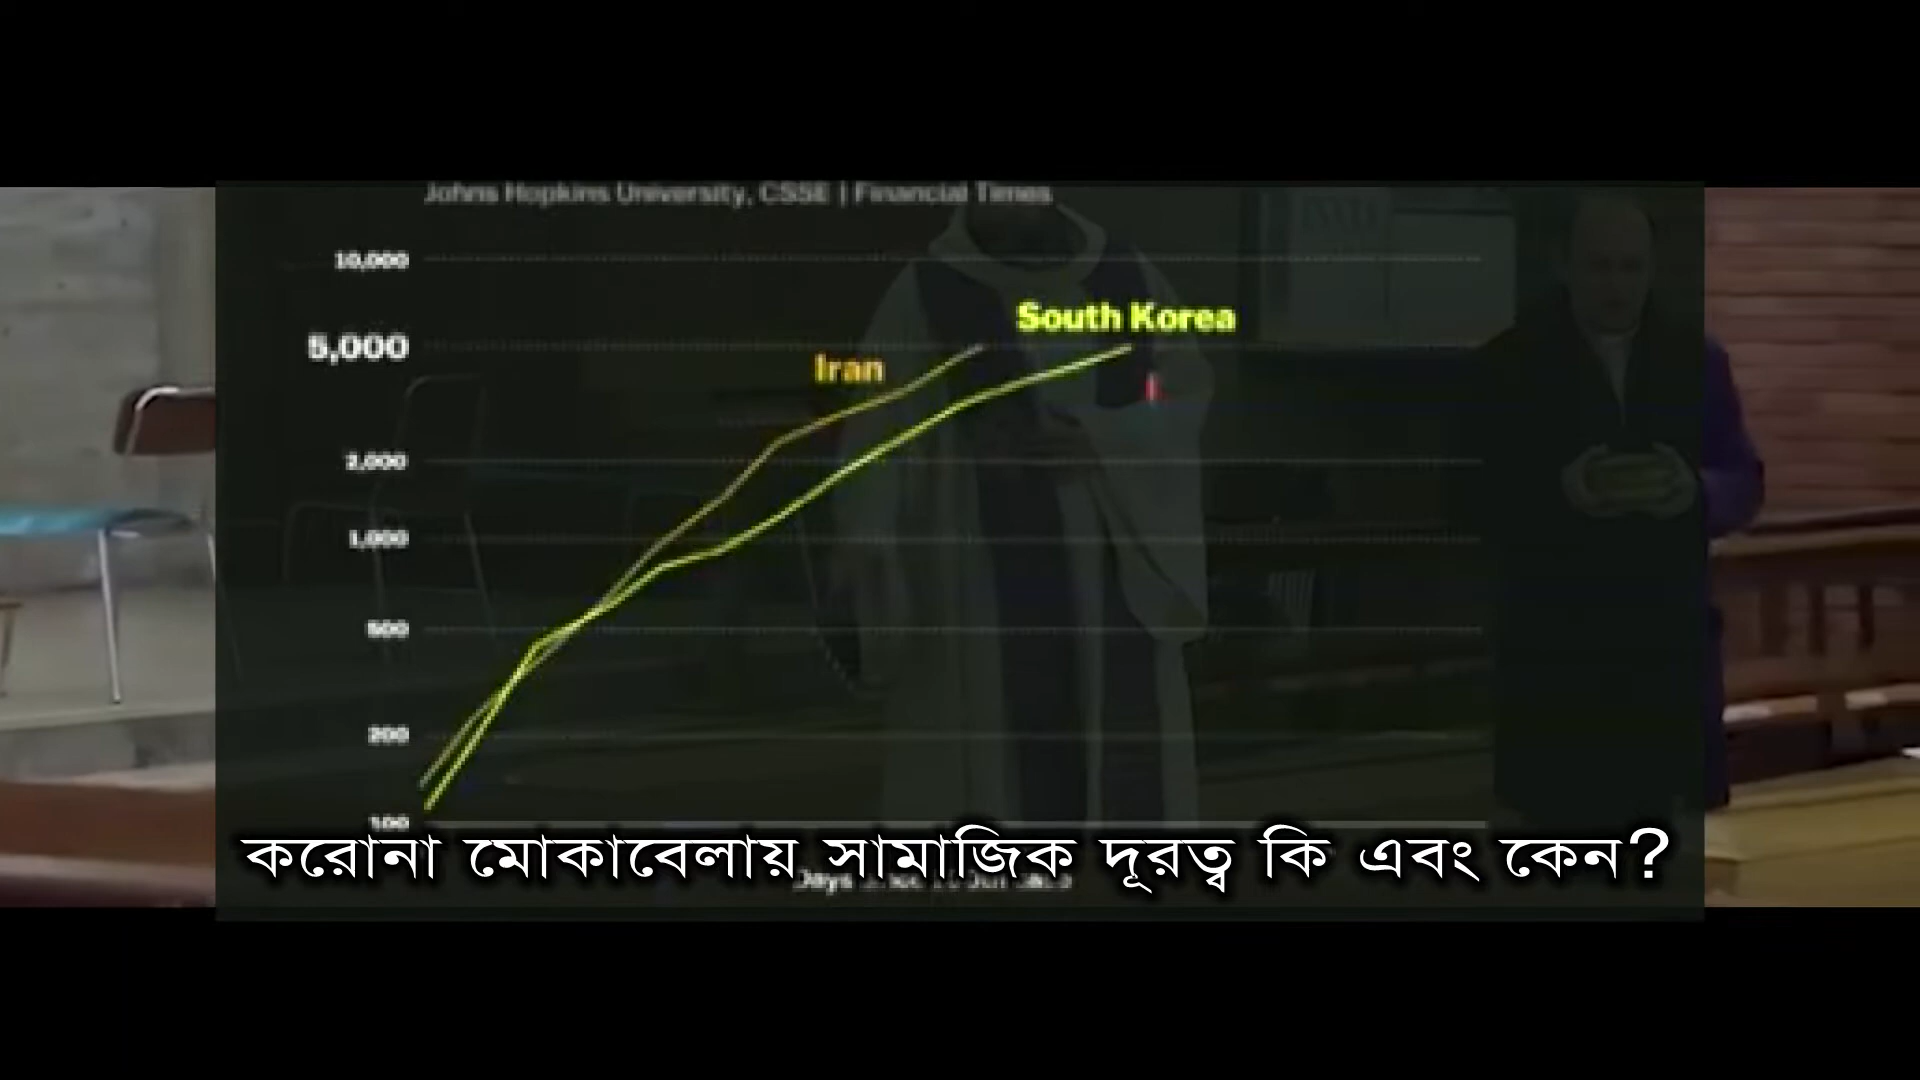 Johns Hopkins University, CSSE | Financial Times
10,000
South Korea
5,000
Iran
2,000
1,000
500
200
100
করোনা মোকাবেলায় সামাজিক দূরত্ব কি এবং কেন?
Days